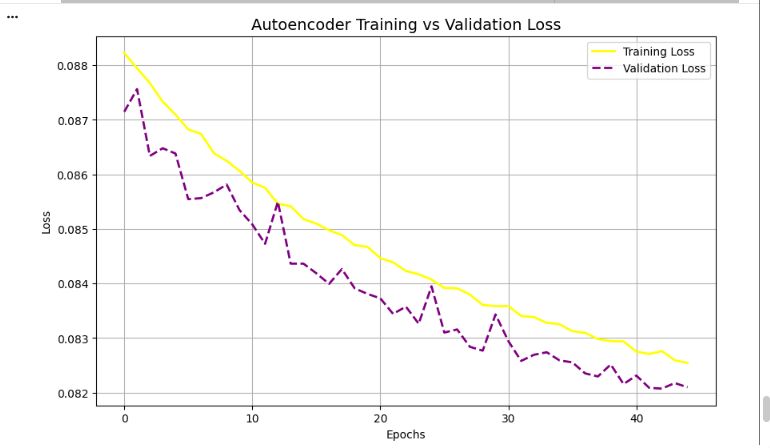 ...
Autoencoder Training vs Validation Loss
Training Loss
Validation Loss
0.088
0.087
0.086
0.085
0.084
0.083
0.082
Loss
0 10 20 30 40
Epochs